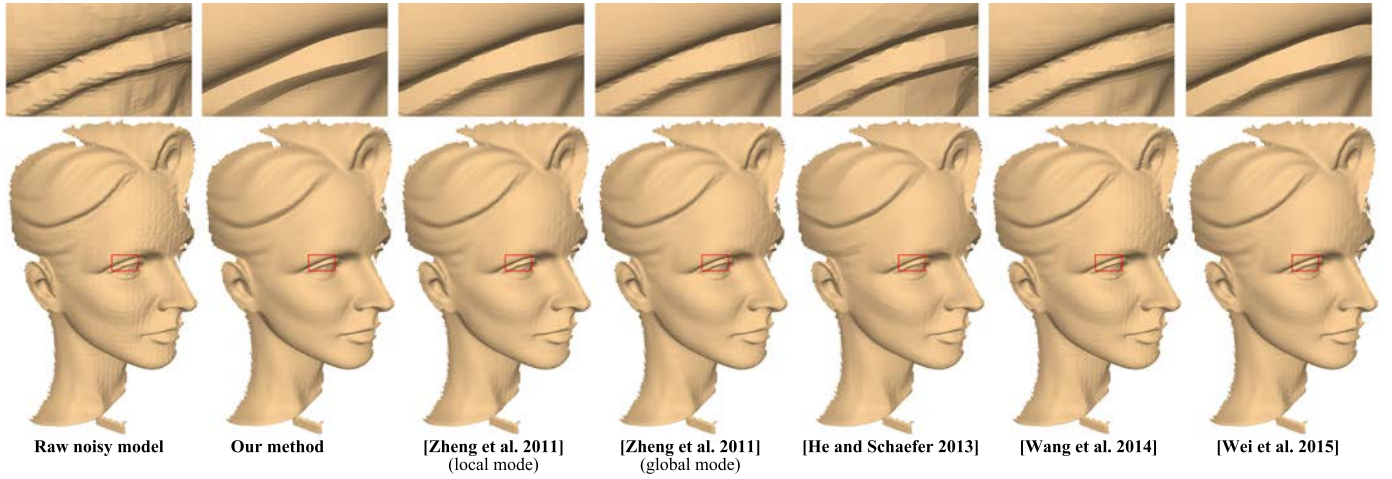 Raw noisy model
Our method
[Zheng et al. 2011]
(local mode)
[Zheng et al. 2011]
(global mode)
[He and Schaefer 2013]
[Wang et al. 2014]
[Wei et al. 2015]